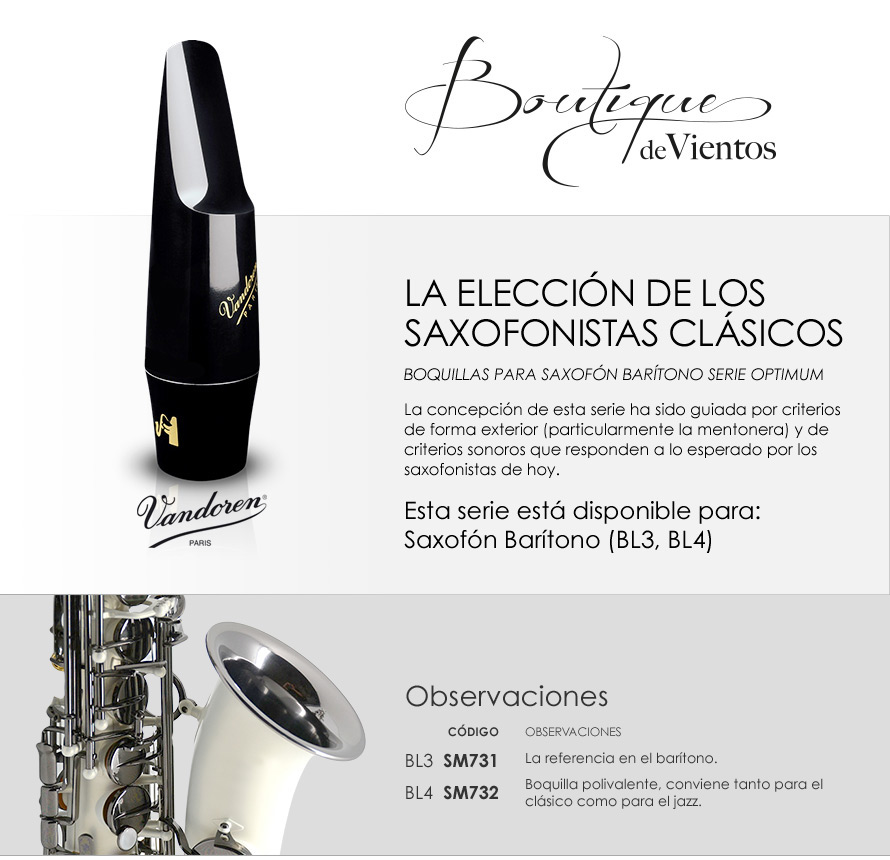 Boutique
de Vientos
Vandoren
PARIS
LA ELECCIÓN DE LOS
SAXOFONISTAS CLÁSICOS
BOQUILLAS PARA SAXOFÓN BARÍTONO SERIE OPTIMUM
La concepción de esta serie ha sido guiada por criterios
de forma exterior (particularmente la mentonera) y de
criterios sonoros que responden a lo esperado por los
saxofonistas de hoy.
Esta serie está disponible para:
Saxofón Barítono (BL3, BL4)
Vandoren®
PARIS
Observaciones
CÓDIGO OBSERVACIONES
BL3 SM731 La referencia en el barítono.
BL4 SM732 Boquilla polivalente, conviene tanto para el
clásico como para el jazz.